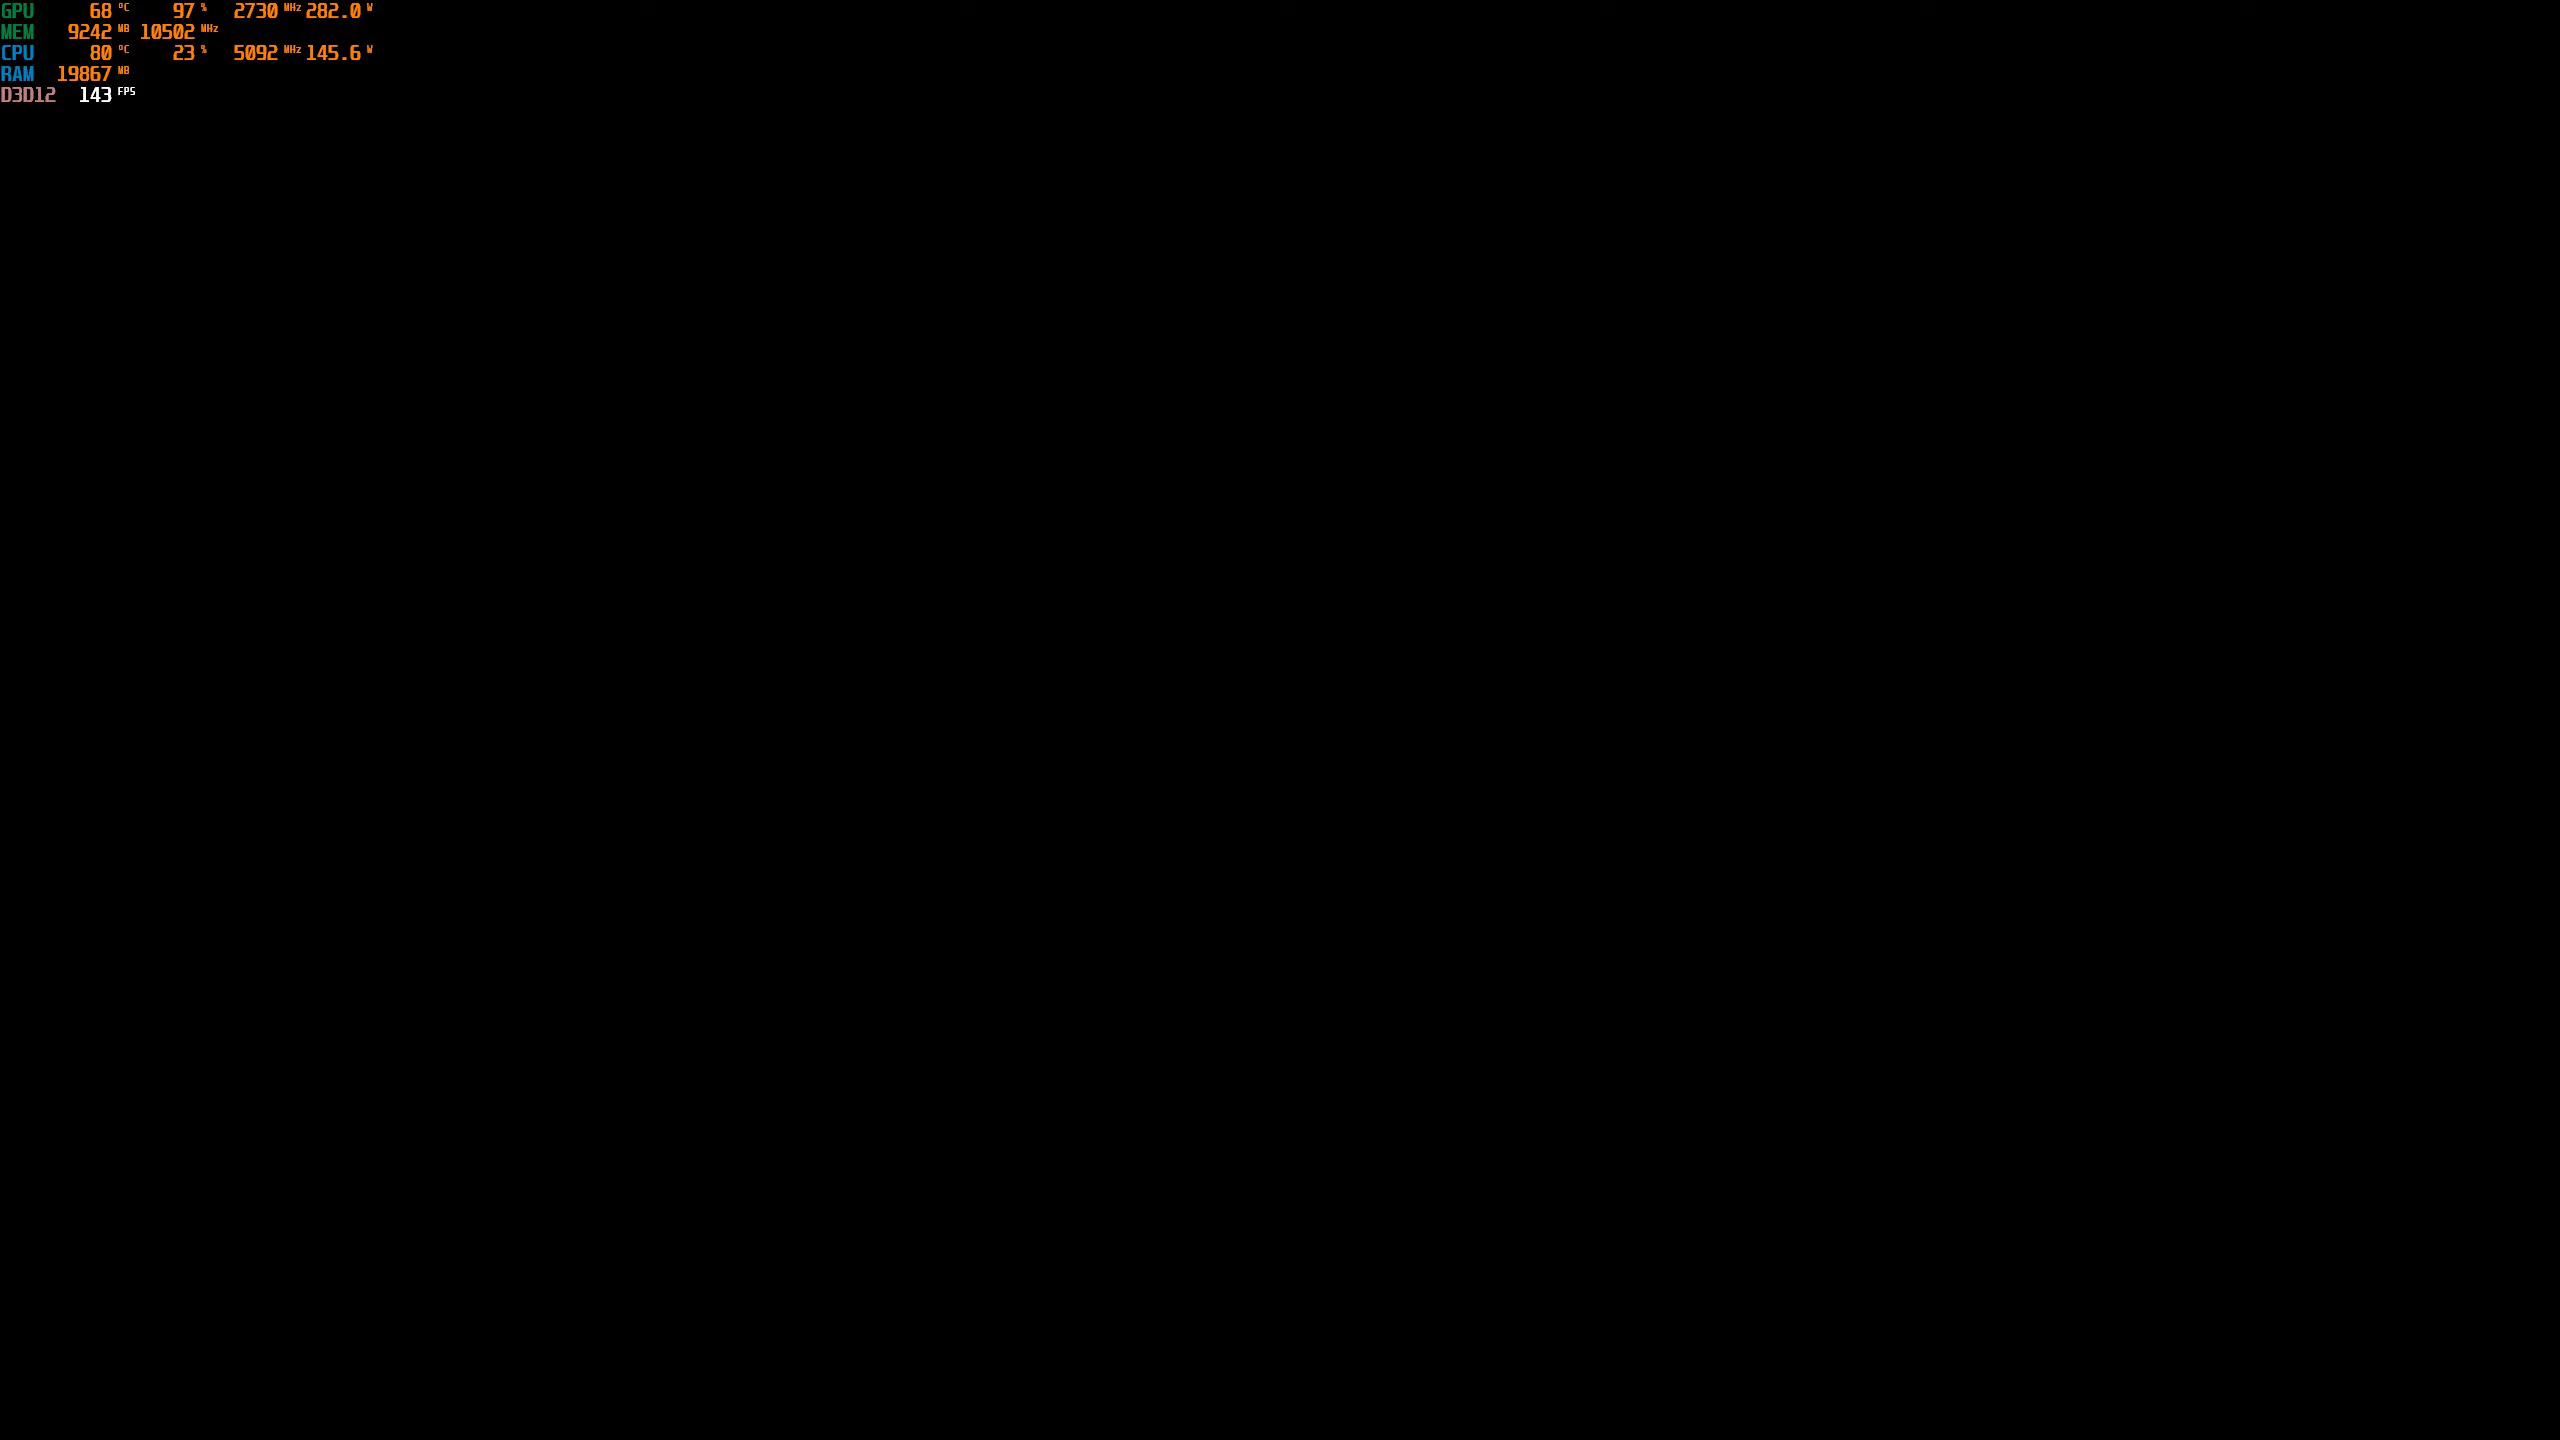 GPU 68 °C 97 % 2730 MHz 282.0 W
MEM 9242 MB 10502 MHz
CPU 80 °C 23 % 5092 MHz 145.6 W
RAM 19867 MB
D3D12 143 FPS